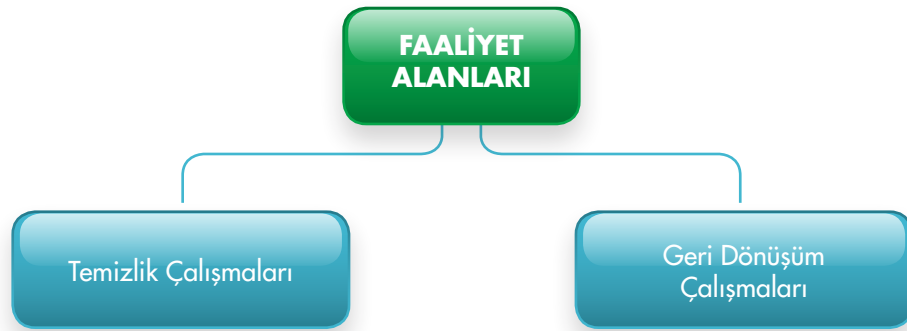 FAALİYET
ALANLARI
Temizlik Çalışmaları
Geri Dönüşüm
Çalışmaları